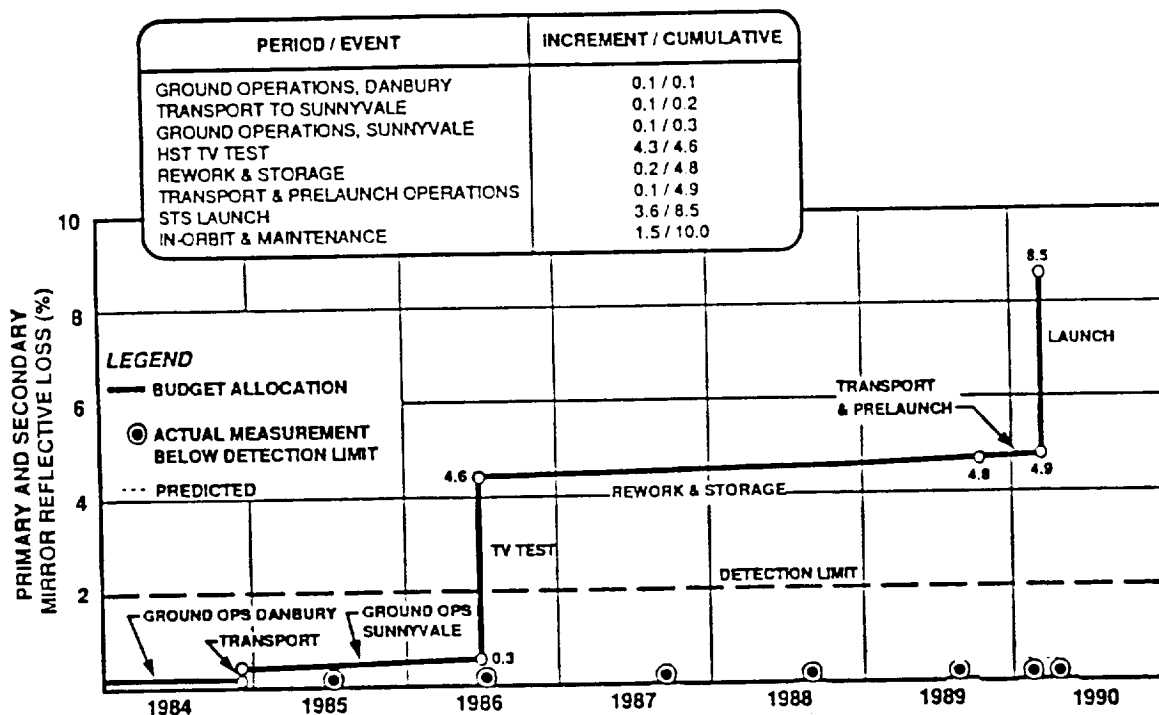 PERIOD / EVENT INCREMENT / CUMULATIVE
GROUND OPERATIONS, DANBURY 0.1 / 0.1
TRANSPORT TO SUNNYVALE 0.1 / 0.2
GROUND OPERATIONS, SUNNYVALE 0.1 / 0.3
HST TV TEST 4.3 / 4.6
REWORK & STORAGE 0.2 / 4.8
TRANSPORT & PRELAUNCH OPERATIONS 0.1 / 4.9
STS LAUNCH 3.6 / 8.5
IN-ORBIT & MAINTENANCE 1.5 / 10.0
PRIMARY AND SECONDARY
MIRROR REFLECTIVE LOSS (%)
10
8
6
4
2
LEGEND
BUDGET ALLOCATION
ACTUAL MEASUREMENT
BELOW DETECTION LIMIT
PREDICTED
8.5
LAUNCH
TRANSPORT
& PRELAUNCH
4.6
4.8
4.9
REWORK & STORAGE
TV TEST
DETECTION LIMIT
GROUND OPS DANBURY
TRANSPORT
GROUND OPS
SUNNYVALE
0.3
1984 1985 1986 1987 1988 1989 1990